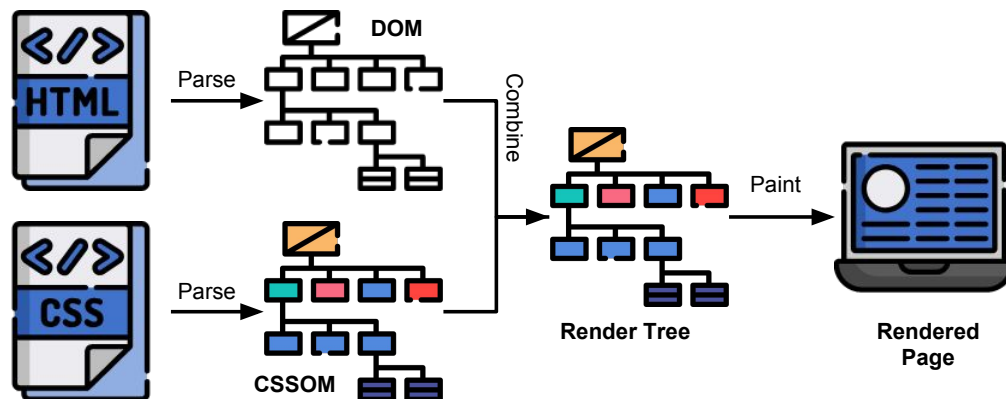 </>
HTML
Parse
DOM
Combine
</>
CSS
Parse
CSSOM
Render Tree
Paint
Rendered
Page